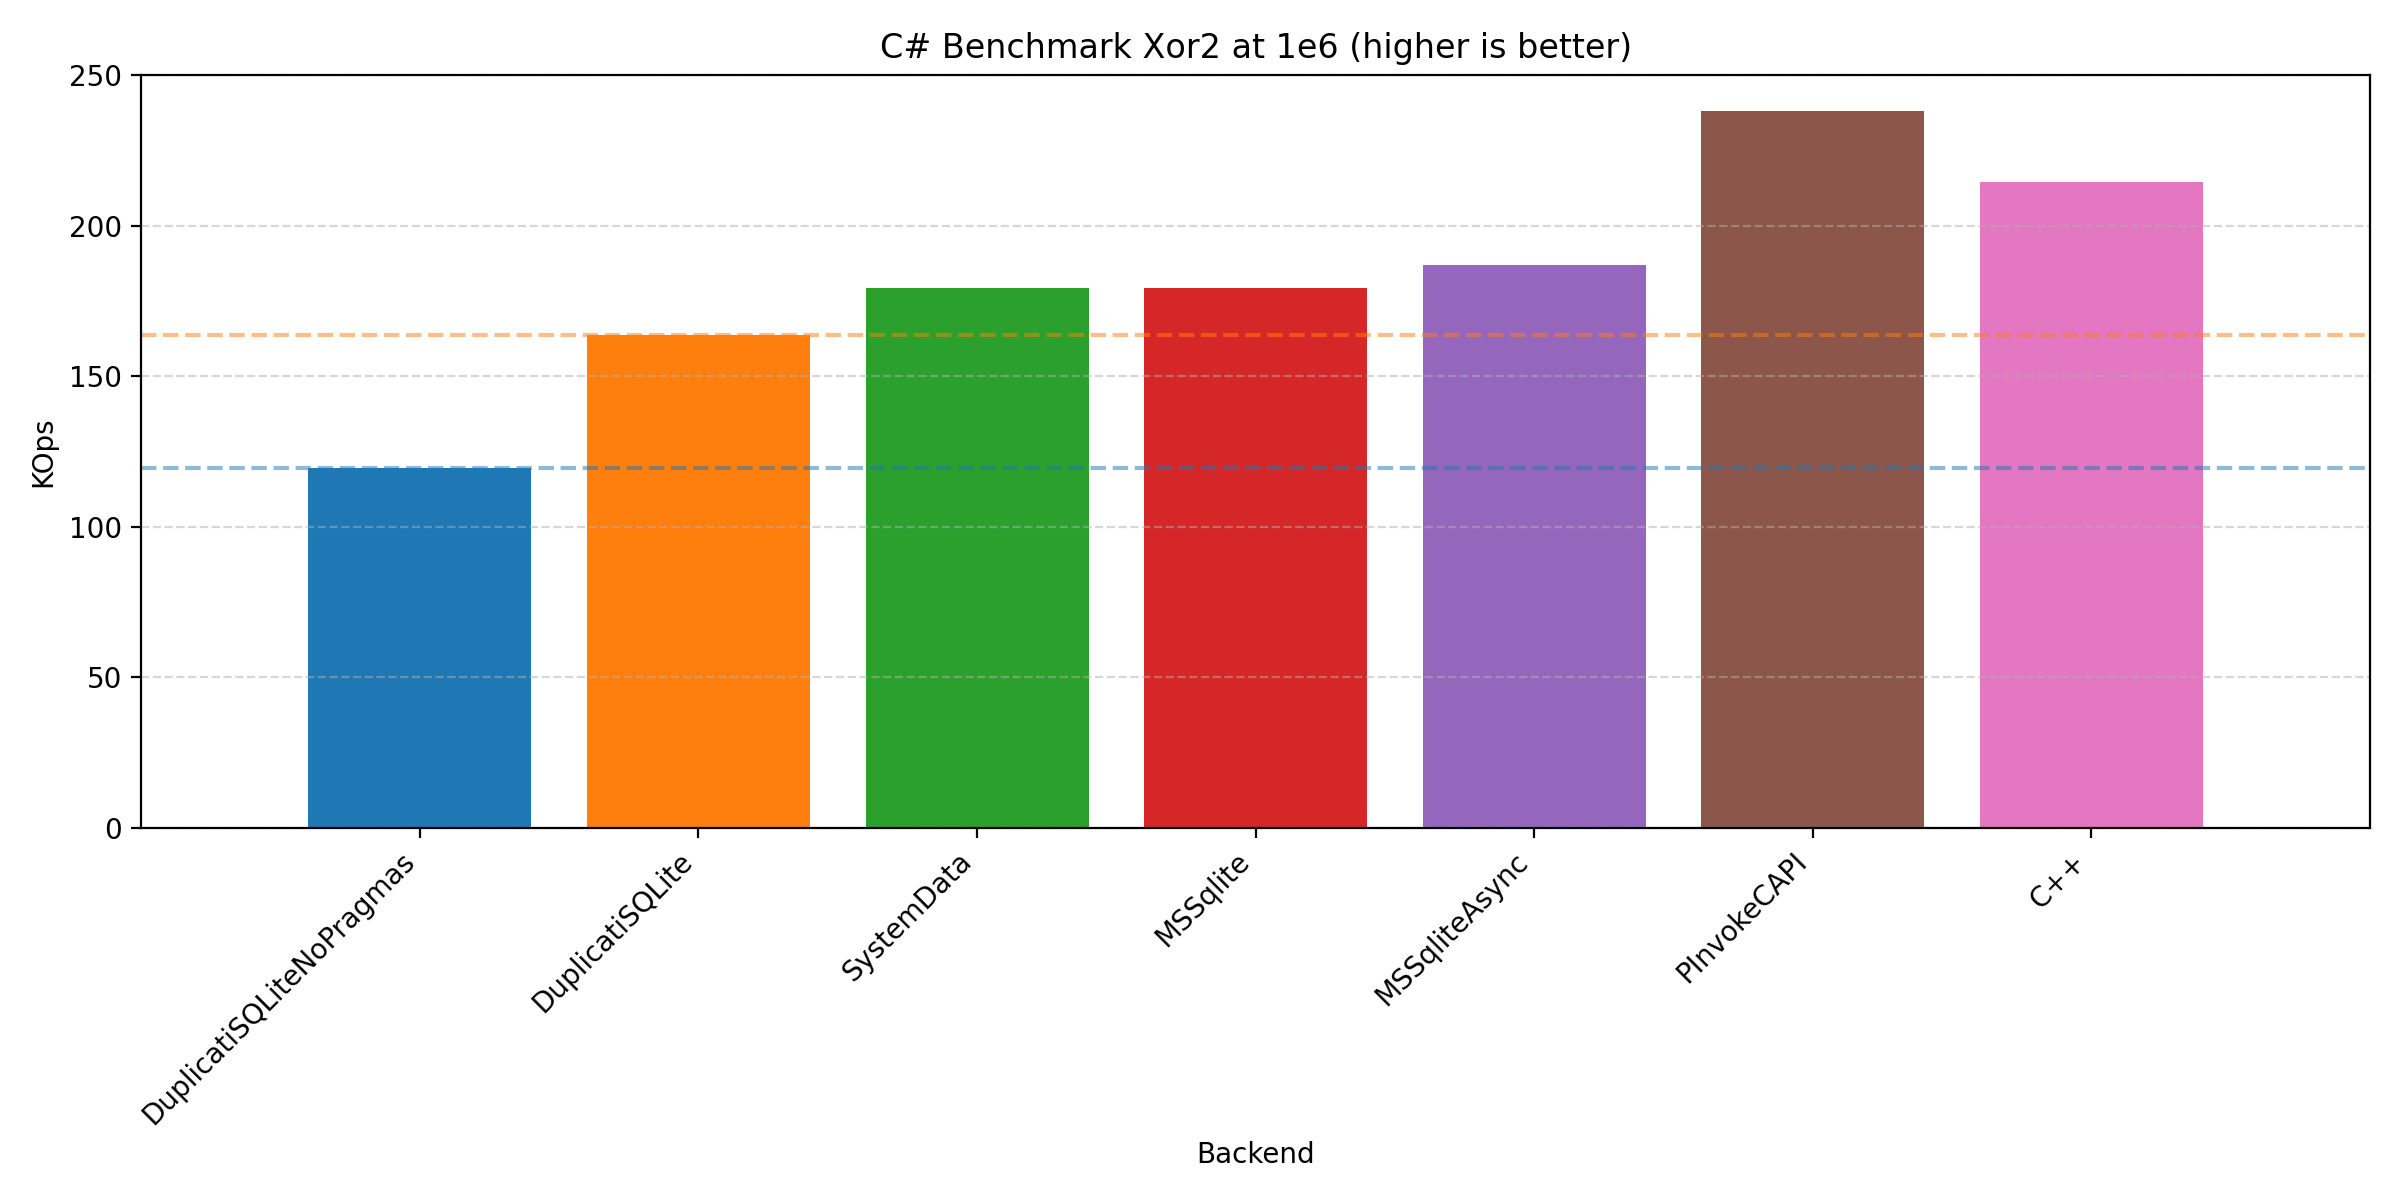 C# Benchmark Xor2 at 1e6 (higher is better)
250
200
150
100
50
0
KOps
DuplicatiSQLiteNoPragmas
DuplicatiSQLite
SystemData
MSSqlite
MSSqliteAsync
PInvokeCAPI
C++
Backend